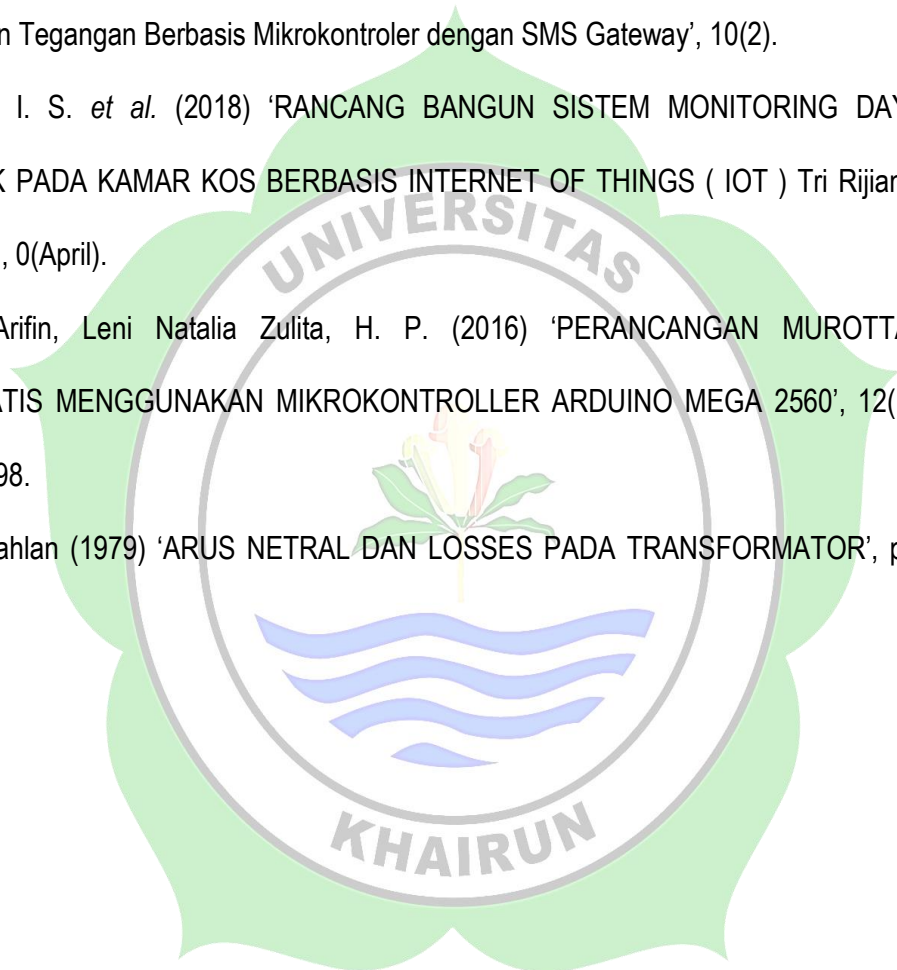 n Tegangan Berbasis Mikrokontroler dengan SMS Gateway’, 10(2).
I. S. et al. (2018) ‘RANCANG BANGUN SISTEM MONITORING DAY
K PADA KAMAR KOS BERBASIS INTERNET OF THINGS ( IOT ) Tri Rijian
, 0(April).
Arifin, Leni Natalia Zulita, H. P. (2016) ‘PERANCANGAN MUROTTA
ATIS MENGGUNAKAN MIKROKONTROLLER ARDUINO MEGA 2560’, 12(
98.
ahlan (1979) ‘ARUS NETRAL DAN LOSSES PADA TRANSFORMATOR’, p
UNIVERSITAS
KHAIRUN